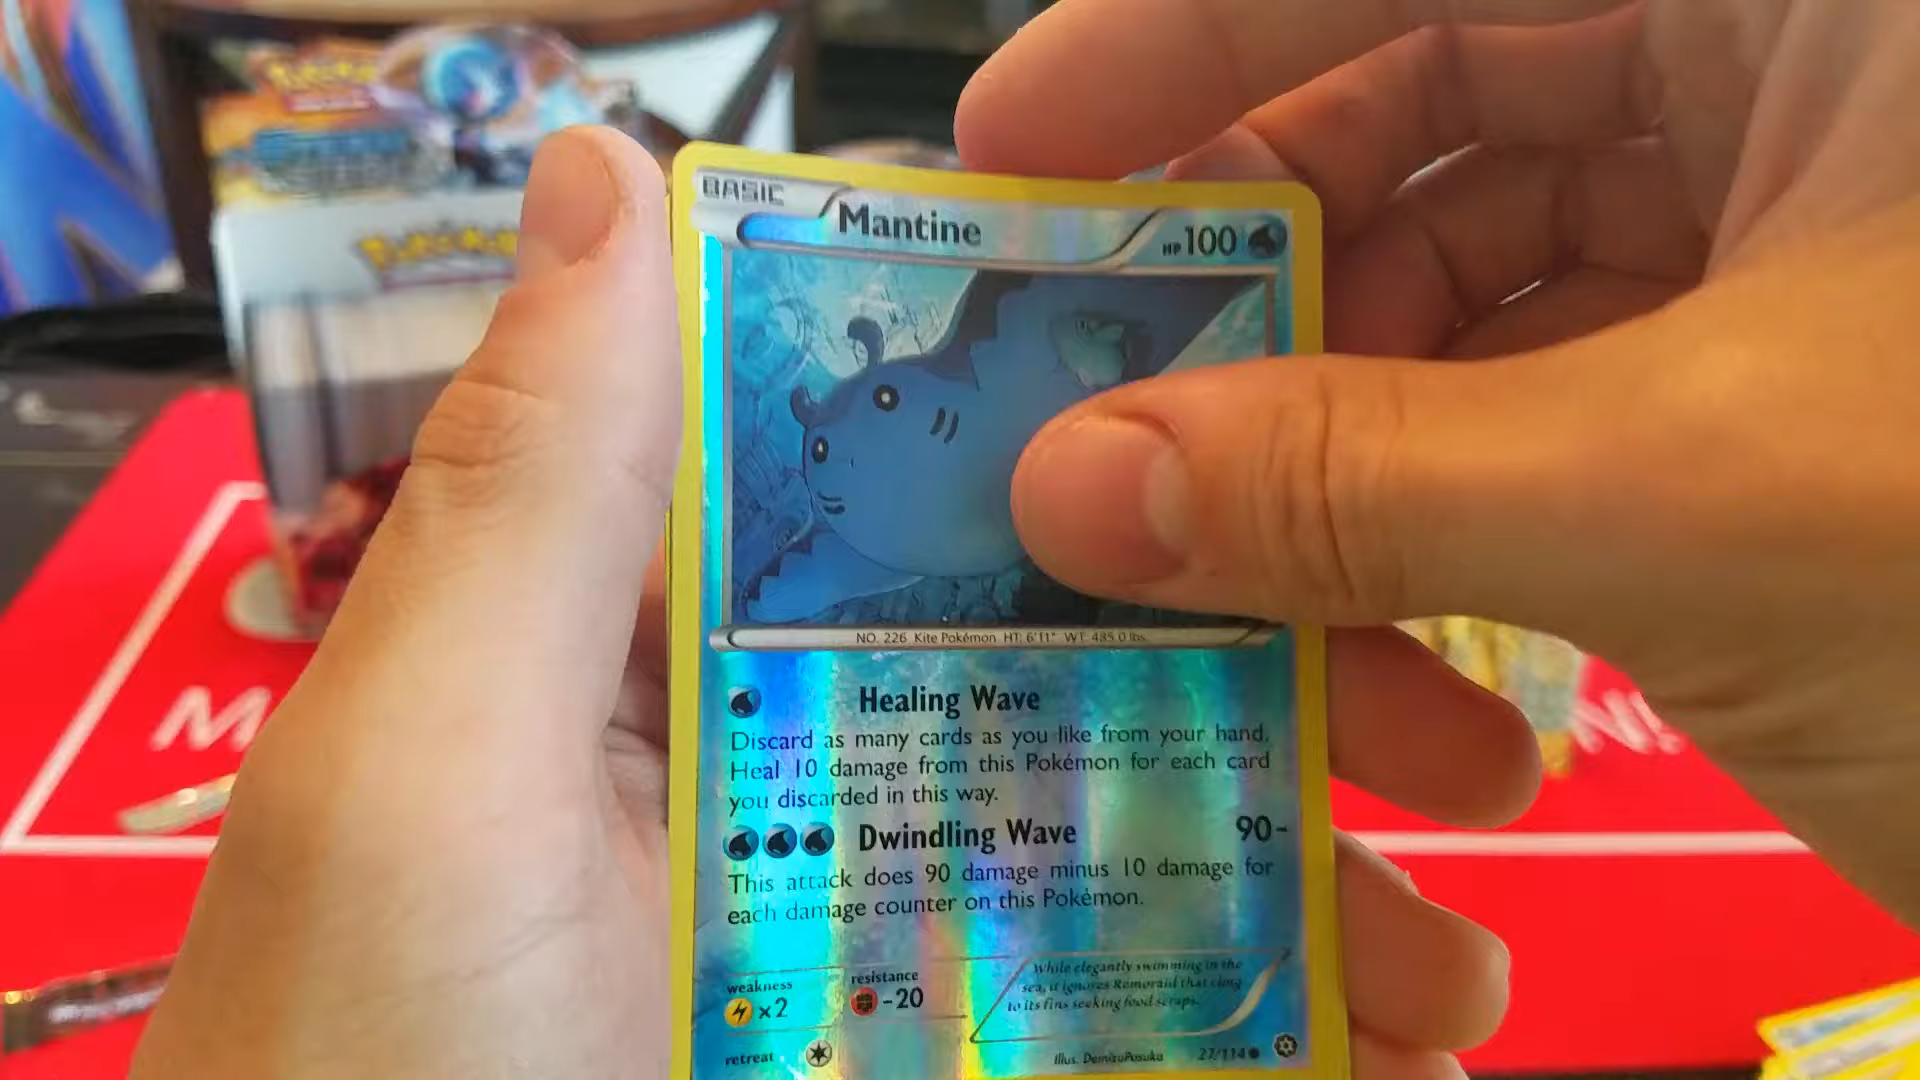 Pokémon
Pokémon
BASIC
Mantine
HP 100
NO. 226 Kite Pokémon HT: 6'11" WT: 485.0 lbs.
Healing Wave
Discard as many cards as you like from your hand.
Heal 10 damage from this Pokémon for each card
you discarded in this way.
Dwindling Wave 90-
This attack does 90 damage minus 10 damage for
each damage counter on this Pokémon.
weakness
×2
resistance
-20
While elegantly swimming in the
sea, it ignores Remoraid that cling
to its fins seeking food scraps.
retreat
Illus. DemizuPosuka 27/114
M
N!